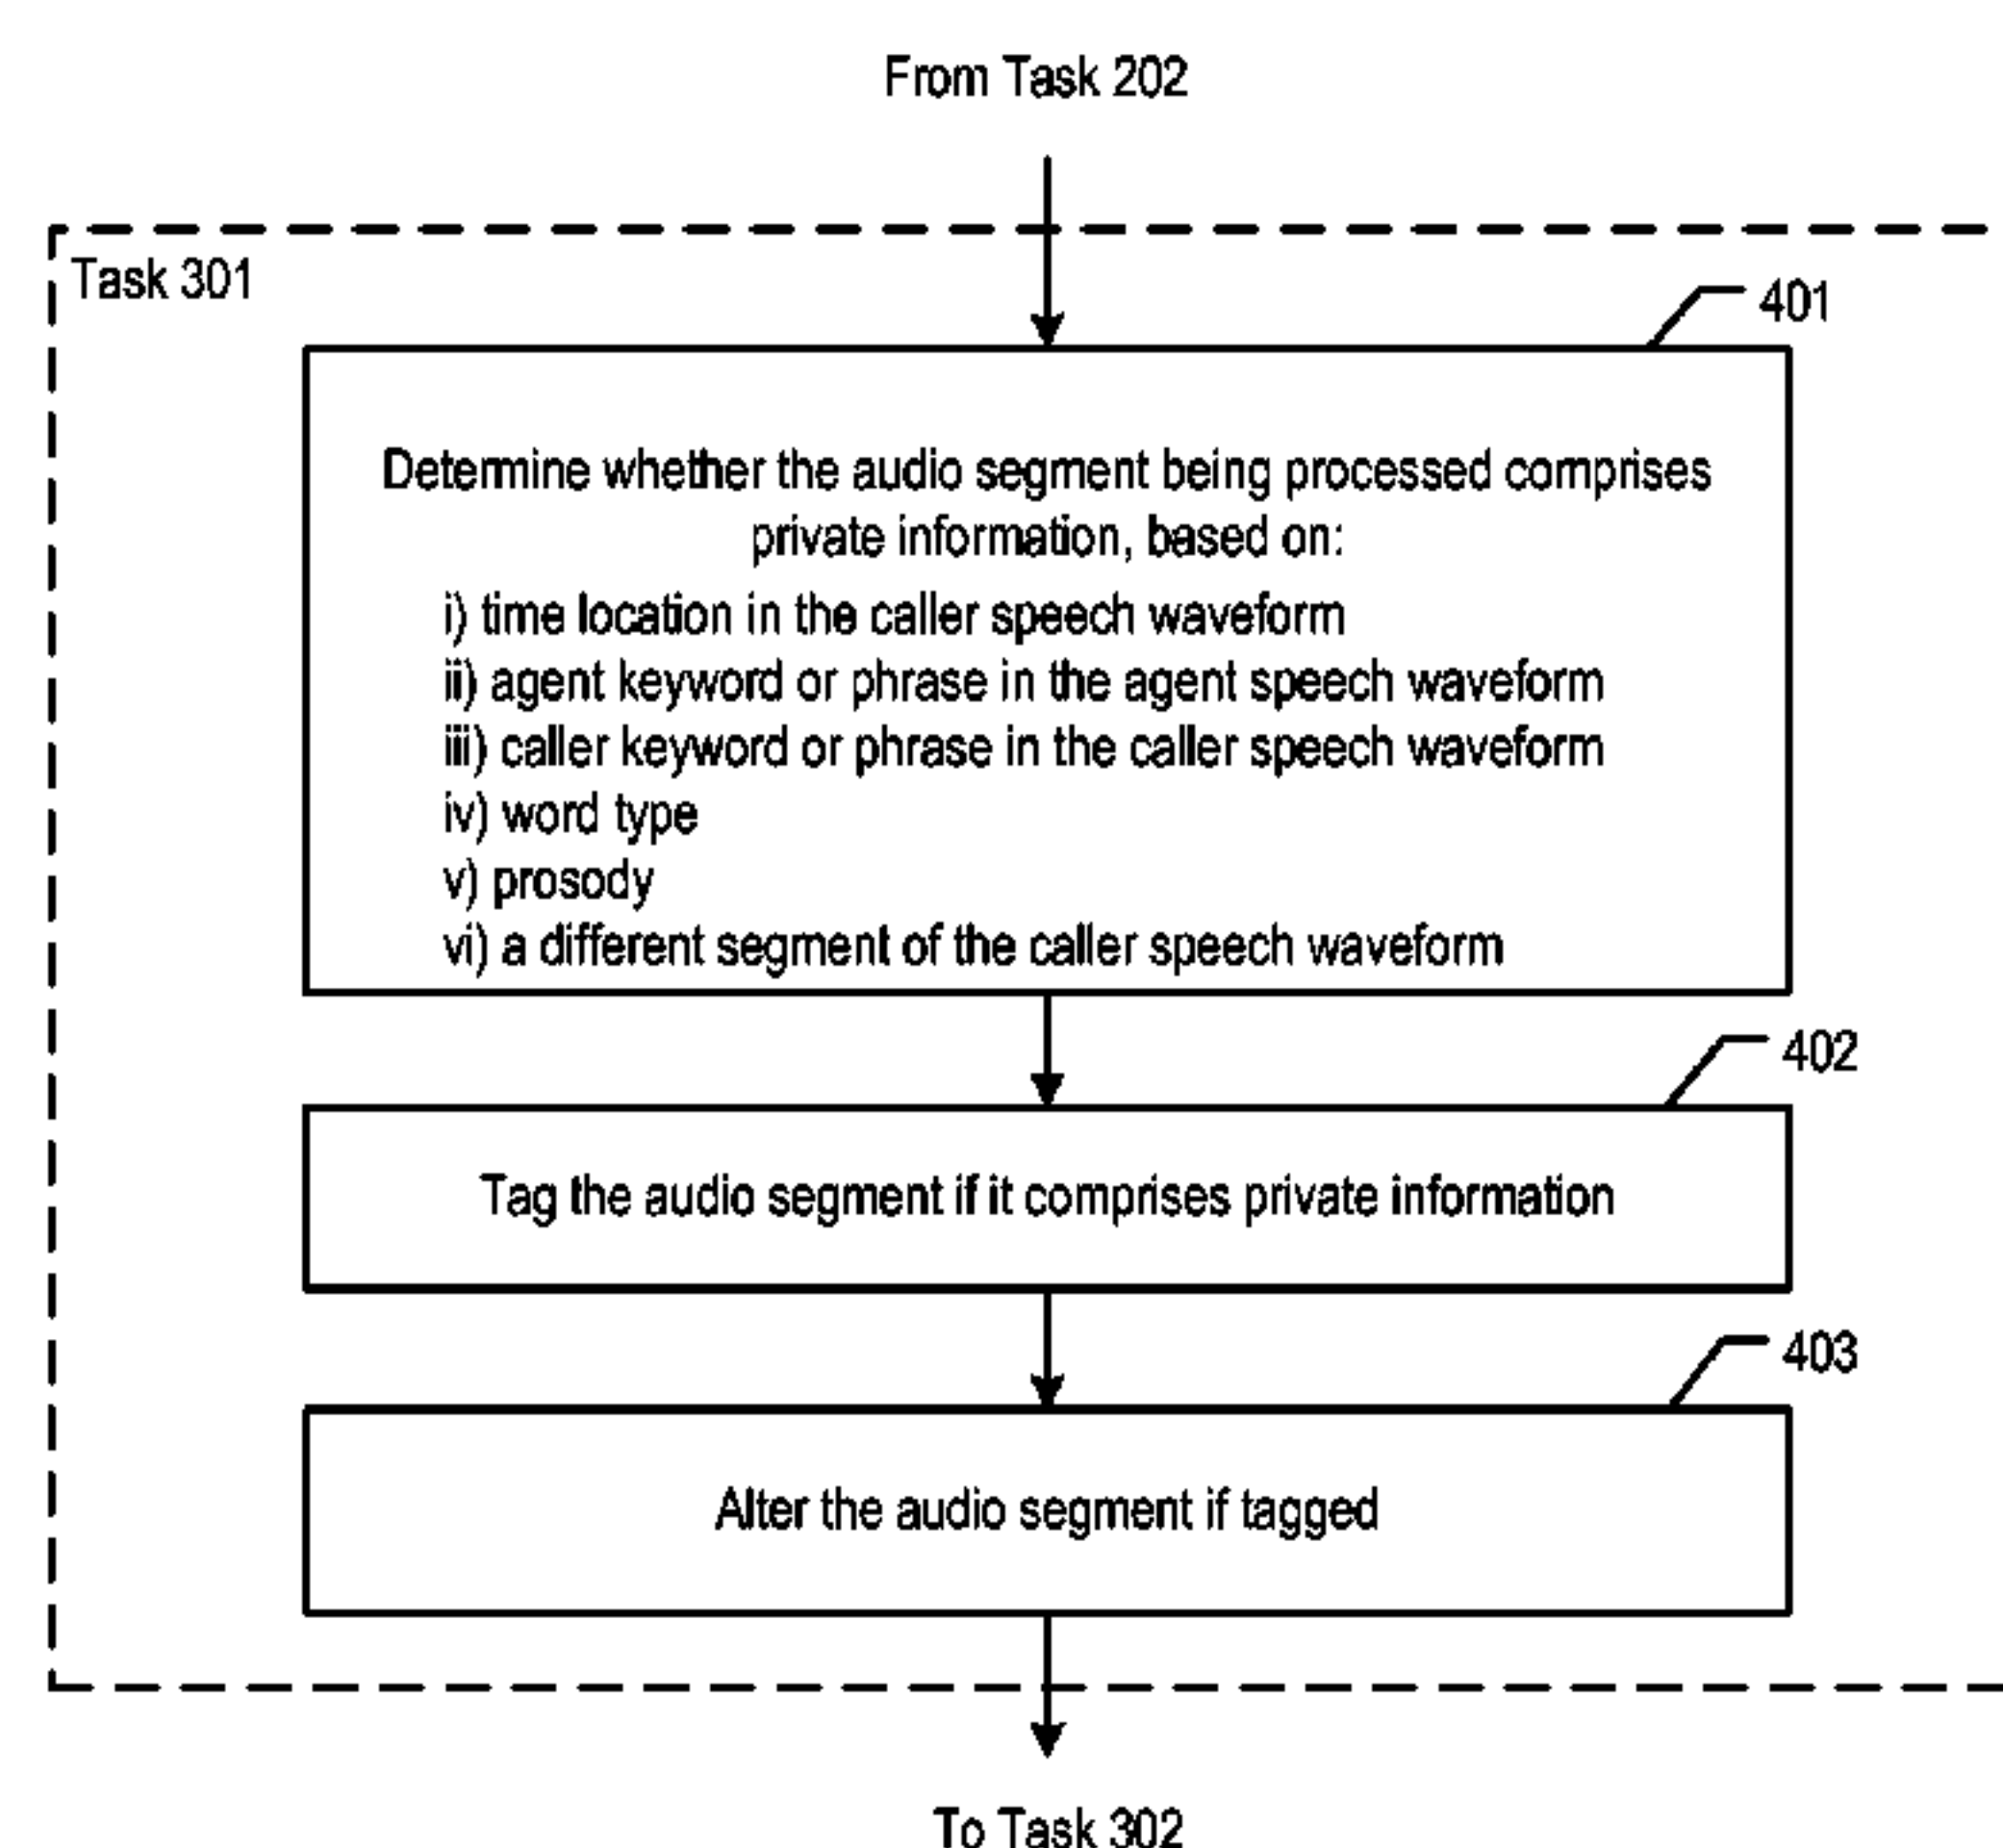 From Task 202
Task 301
401
Determine whether the audio segment being processed comprises
private information, based on:
i) time location in the caller speech waveform
ii) agent keyword or phrase in the agent speech waveform
iii) caller keyword or phrase in the caller speech waveform
iv) word type
v) prosody
vi) a different segment of the caller speech waveform
402
Tag the audio segment if it comprises private information
403
Alter the audio segment if tagged
To Task 302